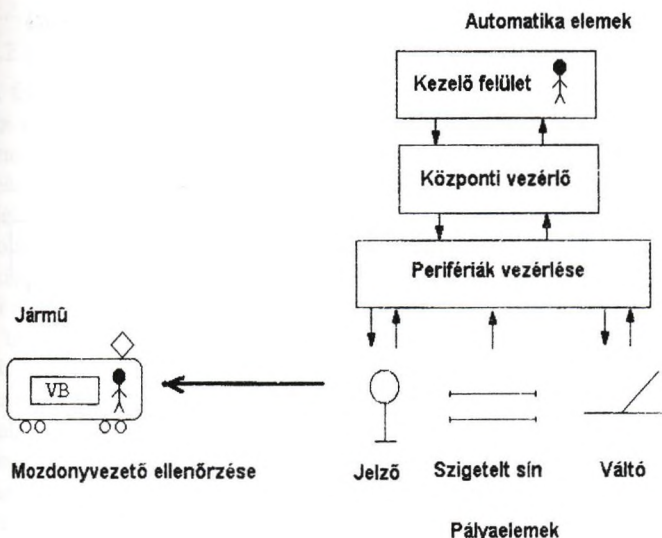 Automatika elemek
Kezelő felület
Központi vezérlő
Perifériák vezérlése
Jármű
VB
Mozdonyvezető ellenőrzése
Jelző
Szigetelt sín
Váltó
Pályaelemek